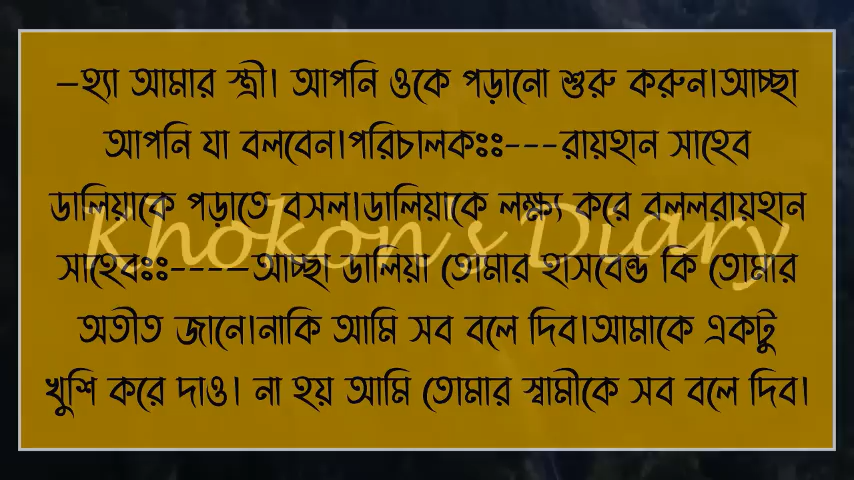 –হ্যা আমার স্ত্রী। আপনি ওকে পড়ানো শুরু করুন।আচ্ছা
আপনি যা বলবেন।পরিচালকঃঃ---রায়হান সাহেব
ডালিয়াকে পড়াতে বসল।ডালিয়াকে লক্ষ্য করে বললরায়হান
Khokon's Diary
সাহেবঃঃ-----আচ্ছা ডালিয়া তোমার হাসবেন্ড কি তোমার
অতীত জানে।নাকি আমি সব বলে দিব।আমাকে একটু
খুশি করে দাও। না হয় আমি তোমার স্বামীকে সব বলে দিব।